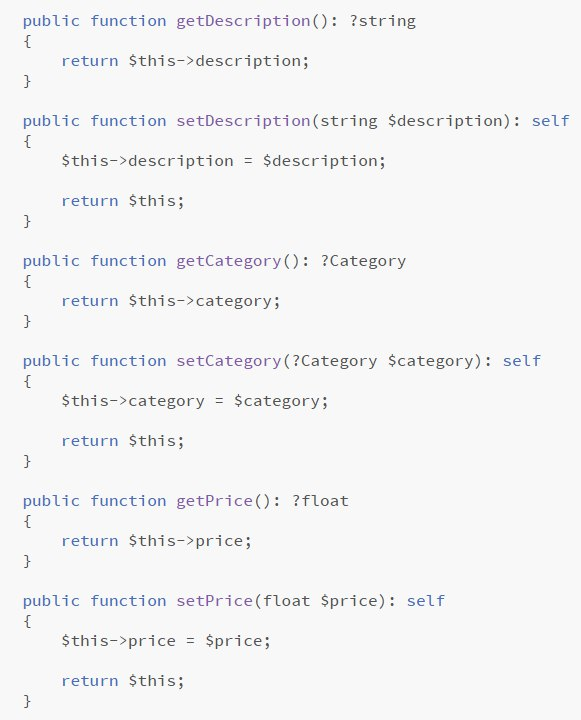 public function getDescription(): ?string
{
    return $this->description;
}

public function setDescription(string $description): self
{
    $this->description = $description;

    return $this;
}

public function getCategory(): ?Category
{
    return $this->category;
}

public function setCategory(?Category $category): self
{
    $this->category = $category;

    return $this;
}

public function getPrice(): ?float
{
    return $this->price;
}

public function setPrice(float $price): self
{
    $this->price = $price;

    return $this;
}